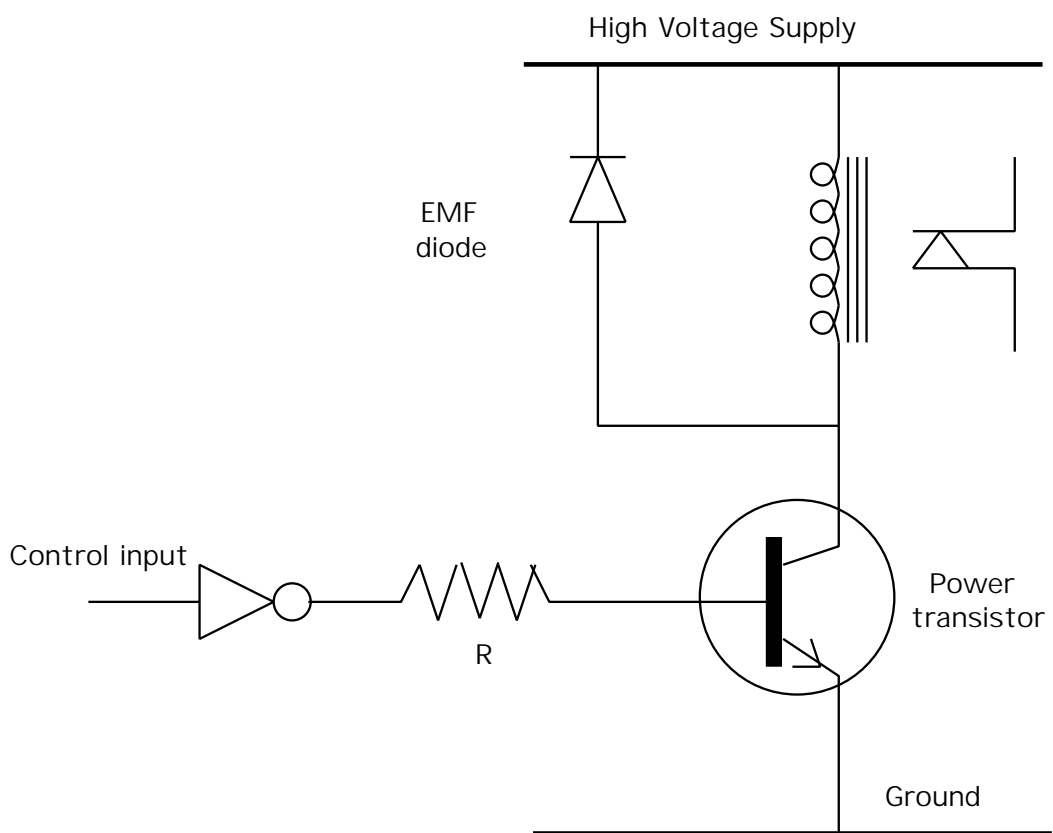 High Voltage Supply
EMF
diode
Control input
R
Power
transistor
Ground